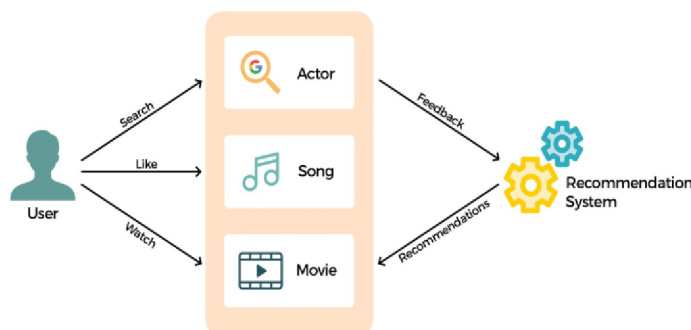 Search
Like
Watch
User
Actor
Song
Movie
Feedback
Recommendations
Recommendation
System